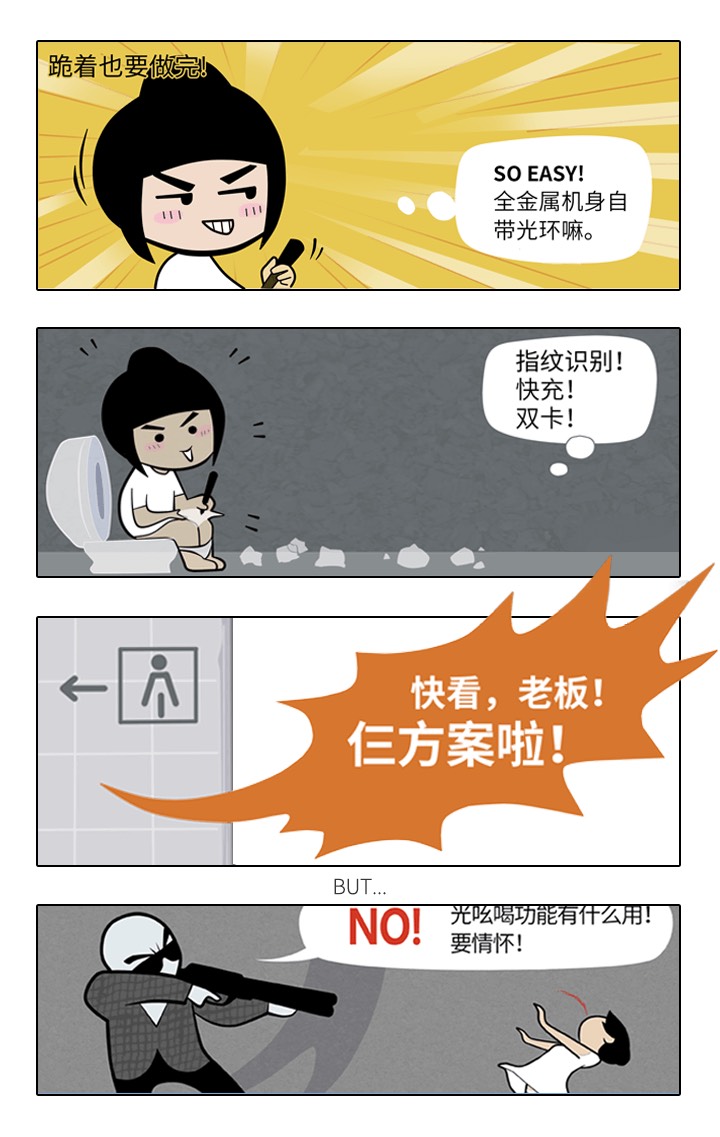 跪着也要做完!
SO EASY!
全金属机身自
带光环嘛。
指纹识别！
快充！
双卡！
快看，老板！
仨方案啦！
BUT...
NO!
光吆喝功能有什么用！
要情怀！